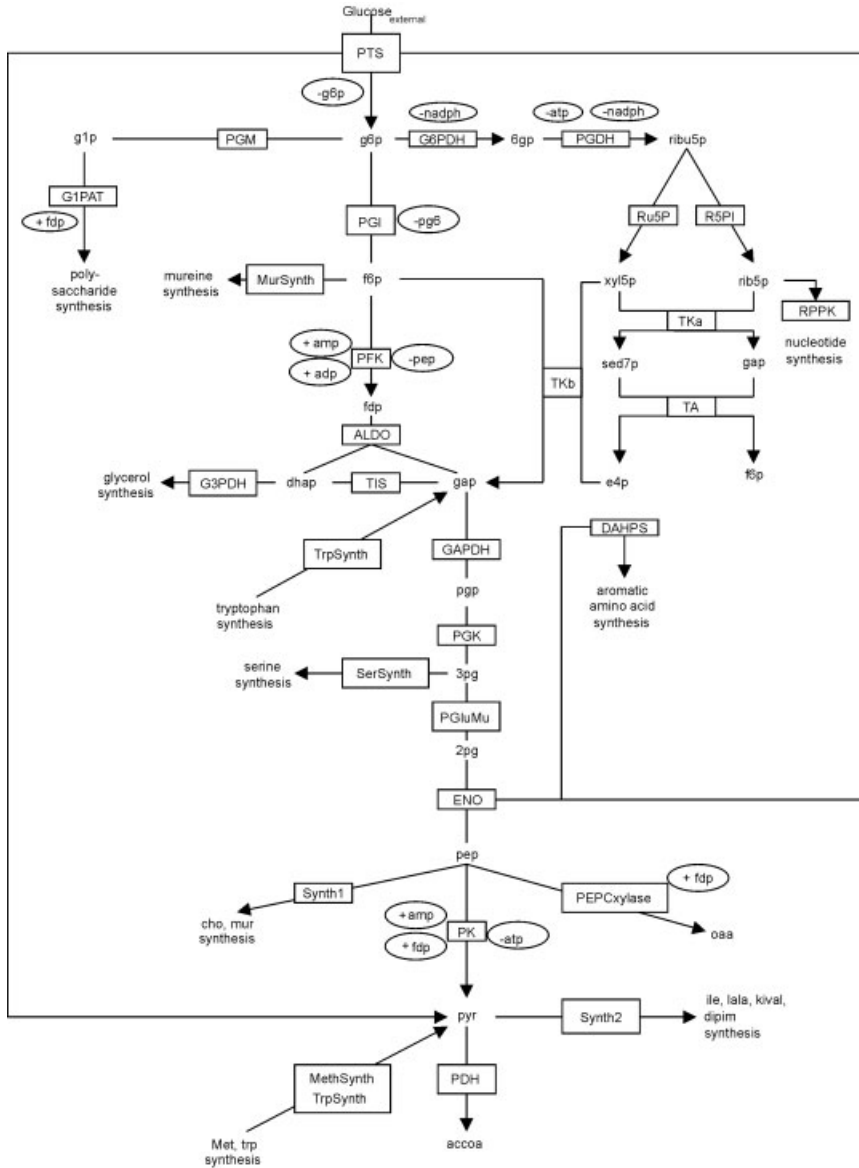 Glucose external
PTS
-g6p
-nadph
-atp
-nadph
g1p
PGM
g6p
G6PDH
6gp
PGDH
ribu5p
G1PAT
+ fdp
PGI
-pg6
Ru5P
R5PI
poly-
saccharide
synthesis
mureine
synthesis
MurSynth
f6p
xyl5p
rib5p
RPPK
TKa
nucleotide
synthesis
+ amp
+ adp
PFK
-pep
TKb
sed7p
gap
fdp
TA
ALDO
glycerol
synthesis
G3PDH
dhap
TIS
gap
e4p
f6p
DAHPS
TrpSynth
GAPDH
aromatic
amino acid
synthesis
pgp
tryptophan
synthesis
PGK
serine
synthesis
SerSynth
3pg
PGluMu
2pg
ENO
pep
Synth1
PEPCxylase
+ fdp
cho, mur
synthesis
+amp
+ fdp
PK
-atp
oaa
pyr
Synth2
ile, lala, kival,
dipim
synthesis
MethSynth
TrpSynth
PDH
Met, trp
synthesis
accoa